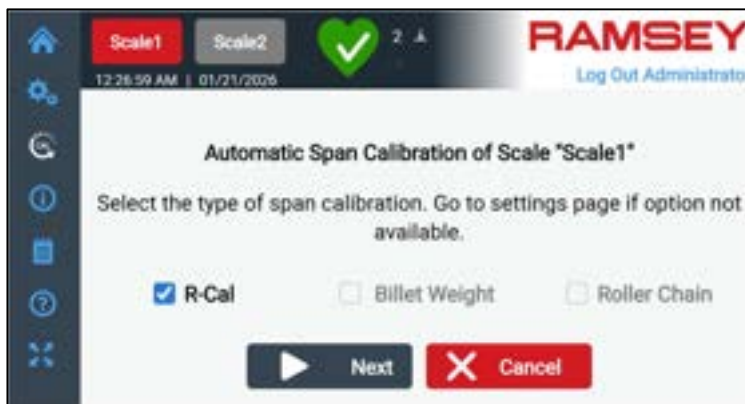 Scale1 Scale2 2 RAMSEY
12:26:59 AM | 01/21/2026 Log Out Administrato
Automatic Span Calibration of Scale "Scale1"
Select the type of span calibration. Go to settings page if option not
available.
R-Cal Billet Weight Roller Chain
Next Cancel